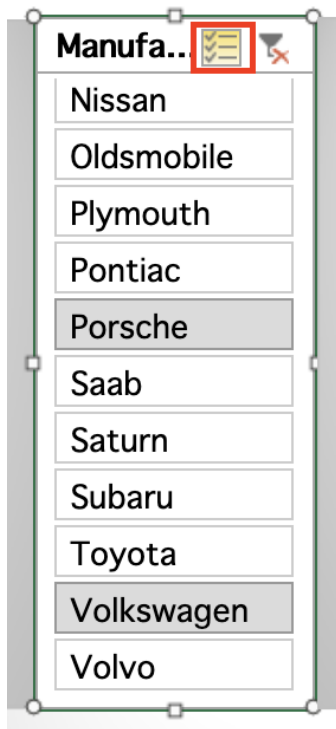 Manufa...
Nissan
Oldsmobile
Plymouth
Pontiac
Porsche
Saab
Saturn
Subaru
Toyota
Volkswagen
Volvo